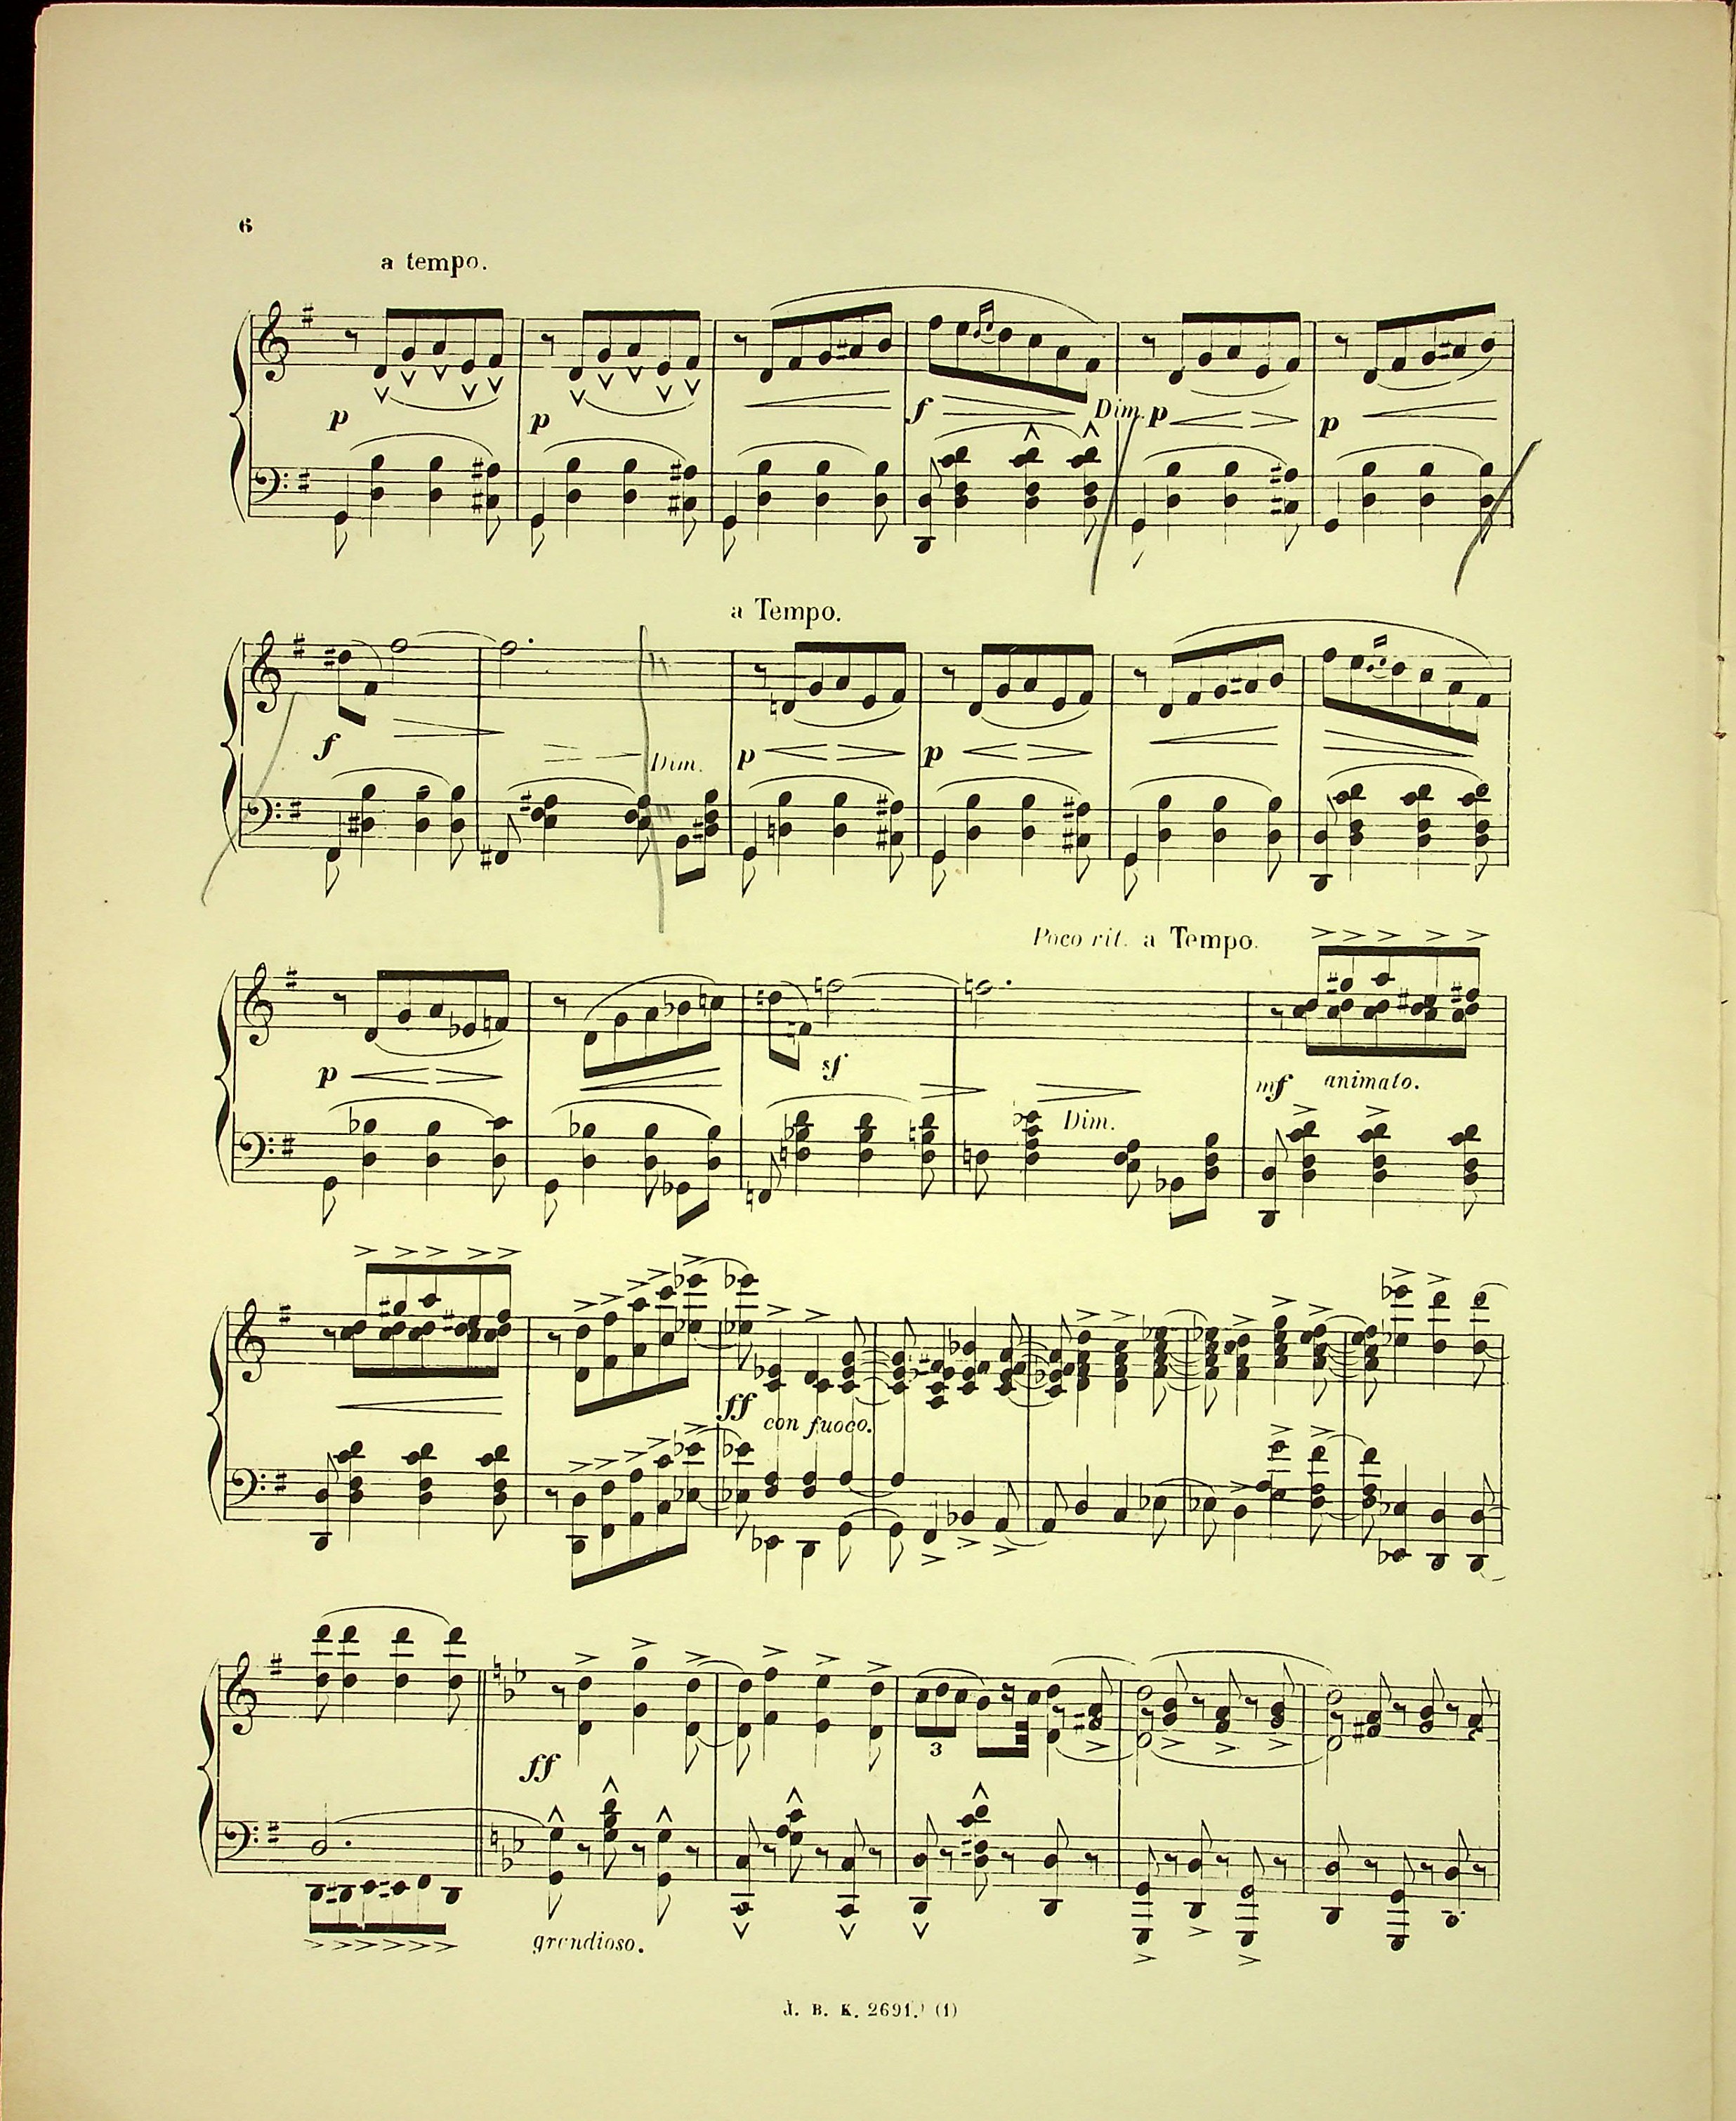 6
a tempo.
p p f Dim. p p
a Tempo.
f Dim. p p
Poco rit. a Tempo.
p sf Dim. mf animato.
ff con fuoco.
ff
3
grandioso.
J. B. K. 2691. (1)